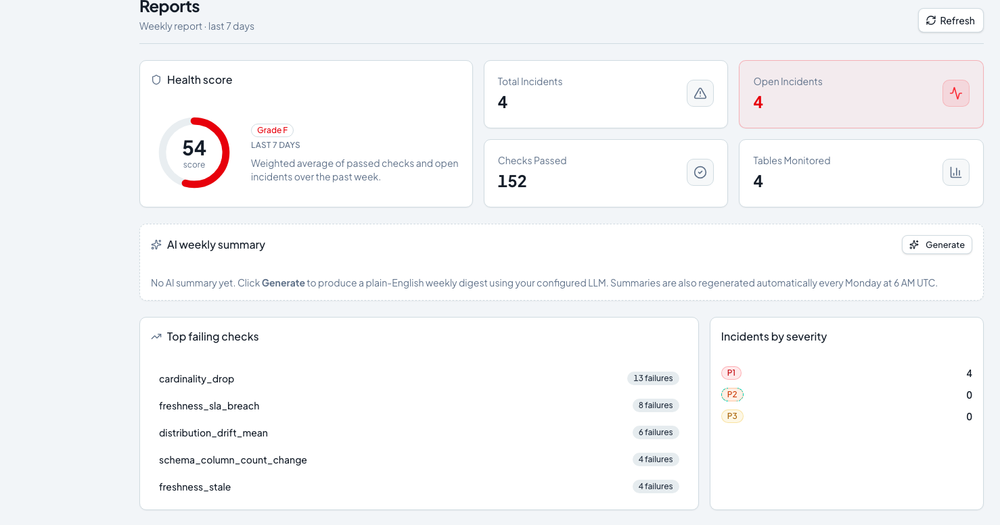 Reports
Weekly report · last 7 days
Refresh
Health score
54
score
Grade F
LAST 7 DAYS
Weighted average of passed checks and open
incidents over the past week.
Total Incidents
4
Open Incidents
4
Checks Passed
152
Tables Monitored
4
AI weekly summary
Generate
No AI summary yet. Click Generate to produce a plain-English weekly digest using your configured LLM. Summaries are also regenerated automatically every Monday at 6 AM UTC.
Top failing checks
cardinality_drop 13 failures
freshness_sla_breach 8 failures
distribution_drift_mean 6 failures
schema_column_count_change 4 failures
freshness_stale 4 failures
Incidents by severity
P1 4
P2 0
P3 0